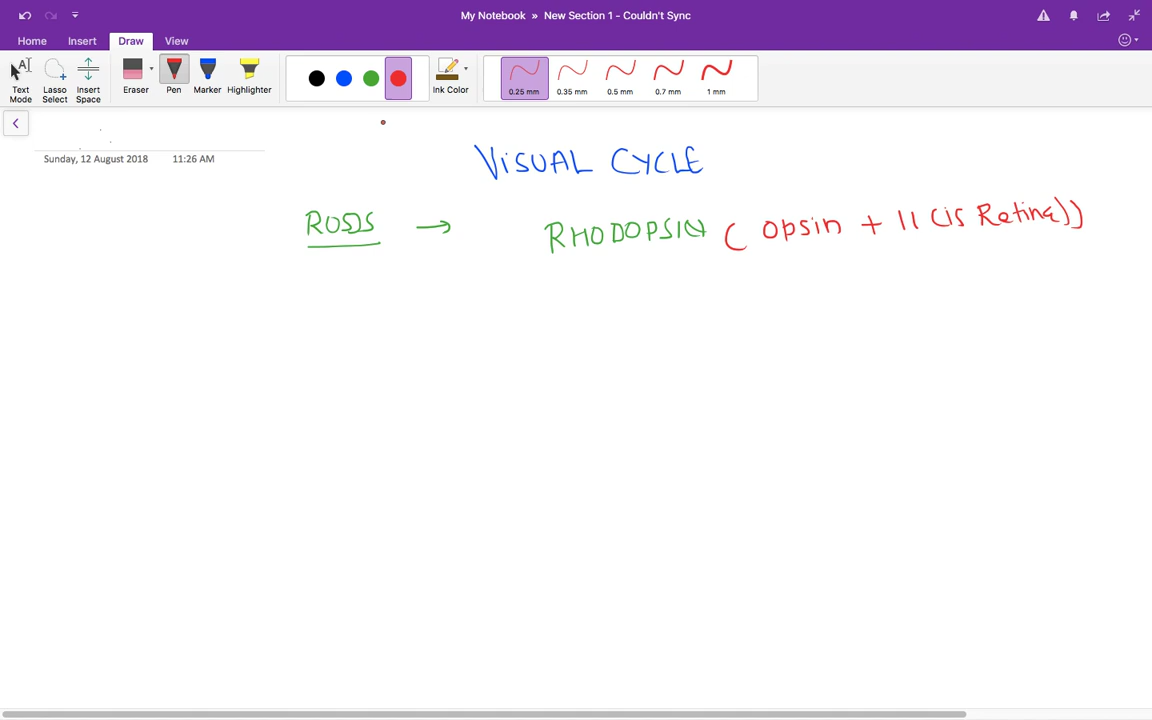 My Notebook » New Section 1 - Couldn't Sync
Home Insert Draw View
Text Mode Lasso Select Insert Space Eraser Pen Marker Highlighter Ink Color 0.25 mm 0.35 mm 0.5 mm 0.7 mm 1 mm
Sunday, 12 August 2018 11:26 AM
VISUAL CYCLE
RODS → RHODOPSIN ( opsin + 11 Cis Retinal))